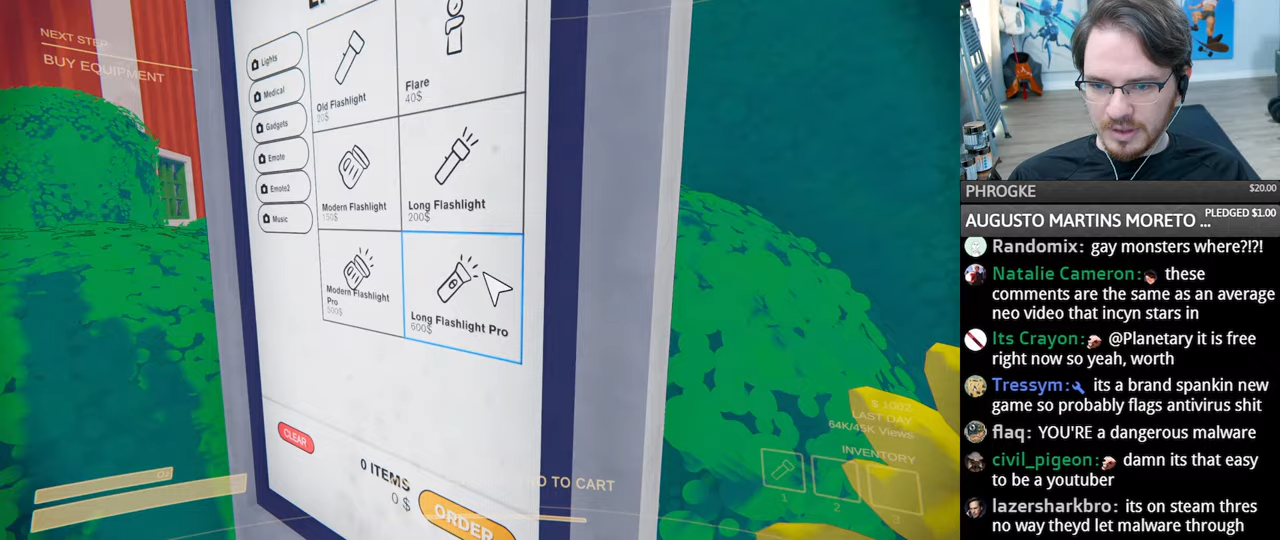 NEXT STEP
BUY EQUIPMENT
Lights
Medical
Gadgets
Emote
Emote2
Music
Old Flashlight
20$
Flare
40$
Modern Flashlight
150$
Long Flashlight
200$
Modern Flashlight
Pro
500$
Long Flashlight Pro
600$
CLEAR
0 ITEMS
0 $
ORDER
TO CART
$ 1002
LAST DAY
64K/45K Views
INVENTORY
1
2
3
PHROGKE
$20.00
AUGUSTO MARTINS MORETO ...
PLEDGED $1.00
Randomix: gay monsters where?!?!
Natalie Cameron: these
comments are the same as an average
neo video that incyn stars in
Its Crayon: @Planetary it is free
right now so yeah, worth
Tressym: its a brand spankin new
game so probably flags antivirus shit
flaq: YOU'RE a dangerous malware
civil_pigeon: damn its that easy
to be a youtuber
lazersharkbro: its on steam thres
no way theyd let malware through